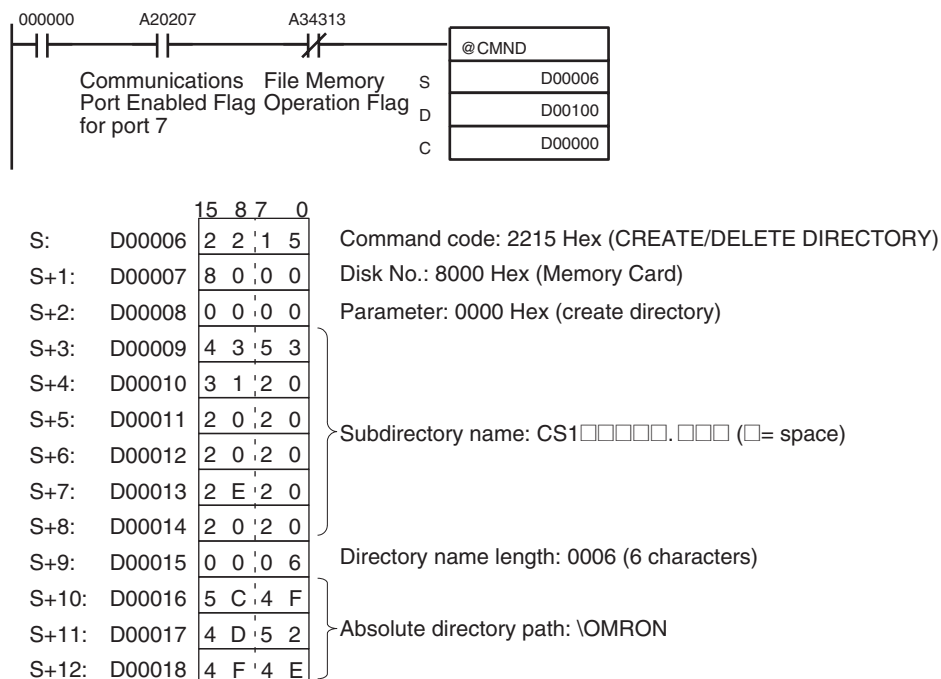 000000 A20207 A34313
@CMND
Communications File Memory S D00006
Port Enabled Flag Operation Flag D D00100
for port 7
C D00000
15 8 7 0
S: D00006 2 2 1 5 Command code: 2215 Hex (CREATE/DELETE DIRECTORY)
S+1: D00007 8 0 0 0 Disk No.: 8000 Hex (Memory Card)
S+2: D00008 0 0 0 0 Parameter: 0000 Hex (create directory)
S+3: D00009 4 3 5 3
S+4: D00010 3 1 2 0
S+5: D00011 2 0 2 0
Subdirectory name: CS1□□□□□.□□□ (□= space)
S+6: D00012 2 0 2 0
S+7: D00013 2 E 2 0
S+8: D00014 2 0 2 0
S+9: D00015 0 0 0 6 Directory name length: 0006 (6 characters)
S+10: D00016 5 C 4 F
S+11: D00017 4 D 5 2 Absolute directory path: \OMRON
S+12: D00018 4 F 4 E